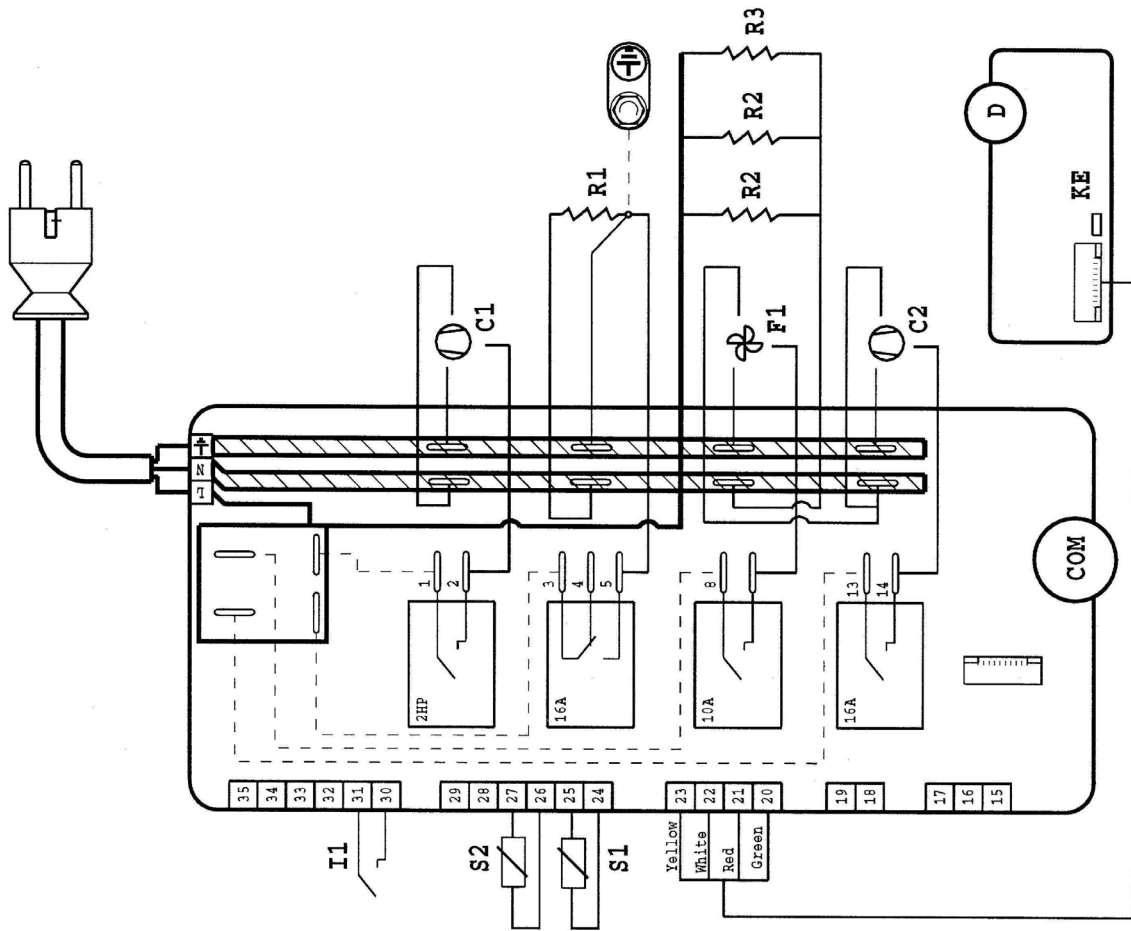 R3
R2
R2
R1
D
KE
C1
F1
C2
L
N
1
2
3
4
5
8
13
14
2HP
16A
10A
16A
COM
35
34
33
32
31
30
29
28
27
26
25
24
23
22
21
20
19
18
17
16
15
I1
S2
S1
Yellow
White
Red
Green